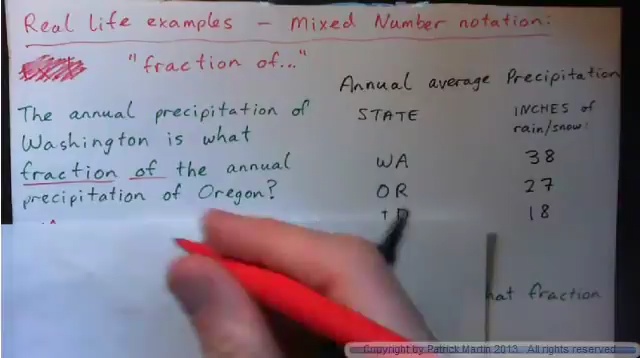 Real life examples - Mixed Number notation:
"fraction of..."
Annual average Precipitation
The annual precipitation of
Washington is what
fraction of the annual
precipitation of Oregon?
STATE INCHES of
rain/snow:
WA 38
OR 27
18
hat fraction
Copyright by Patrick Martin 2013. All rights reserved.